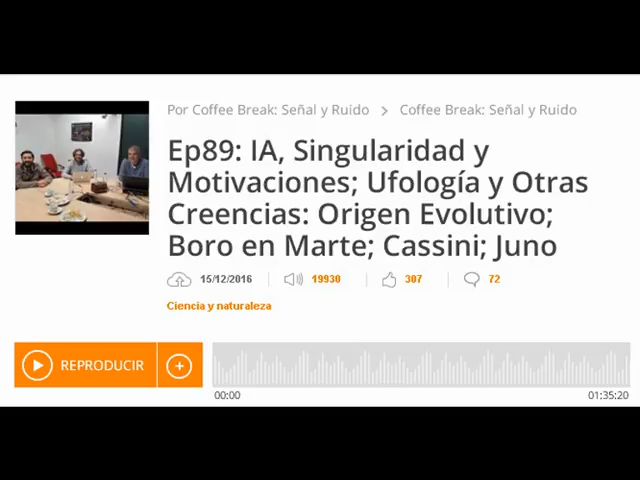 Por Coffee Break: Señal y Ruido > Coffee Break: Señal y Ruido
Ep89: IA, Singularidad y
Motivaciones; Ufología y Otras
Creencias: Origen Evolutivo;
Boro en Marte; Cassini; Juno
15/12/2016 19930 307 72
Ciencia y naturaleza
REPRODUCIR +
00:00 01:35:20